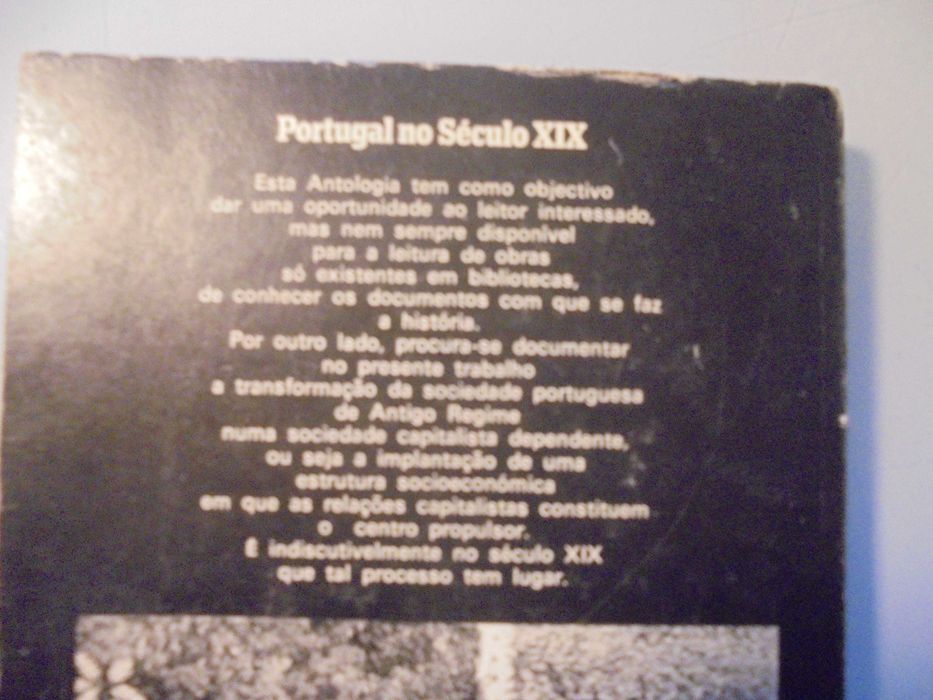 Portugal no Século XIX
Esta Antologia tem como objectivo
dar uma oportunidade ao leitor interessado,
mas nem sempre disponível
para a leitura de obras
só existentes em bibliotecas,
de conhecer os documentos com que se faz
a história.
Por outro lado, procura-se documentar
no presente trabalho
a transformação da sociedade portuguesa
de Antigo Regime
numa sociedade capitalista dependente,
ou seja a implantação de uma
estrutura socioeconómica
em que as relações capitalistas constituem
o centro propulsor.
É indiscutivelmente no século XIX
que tal processo tem lugar.